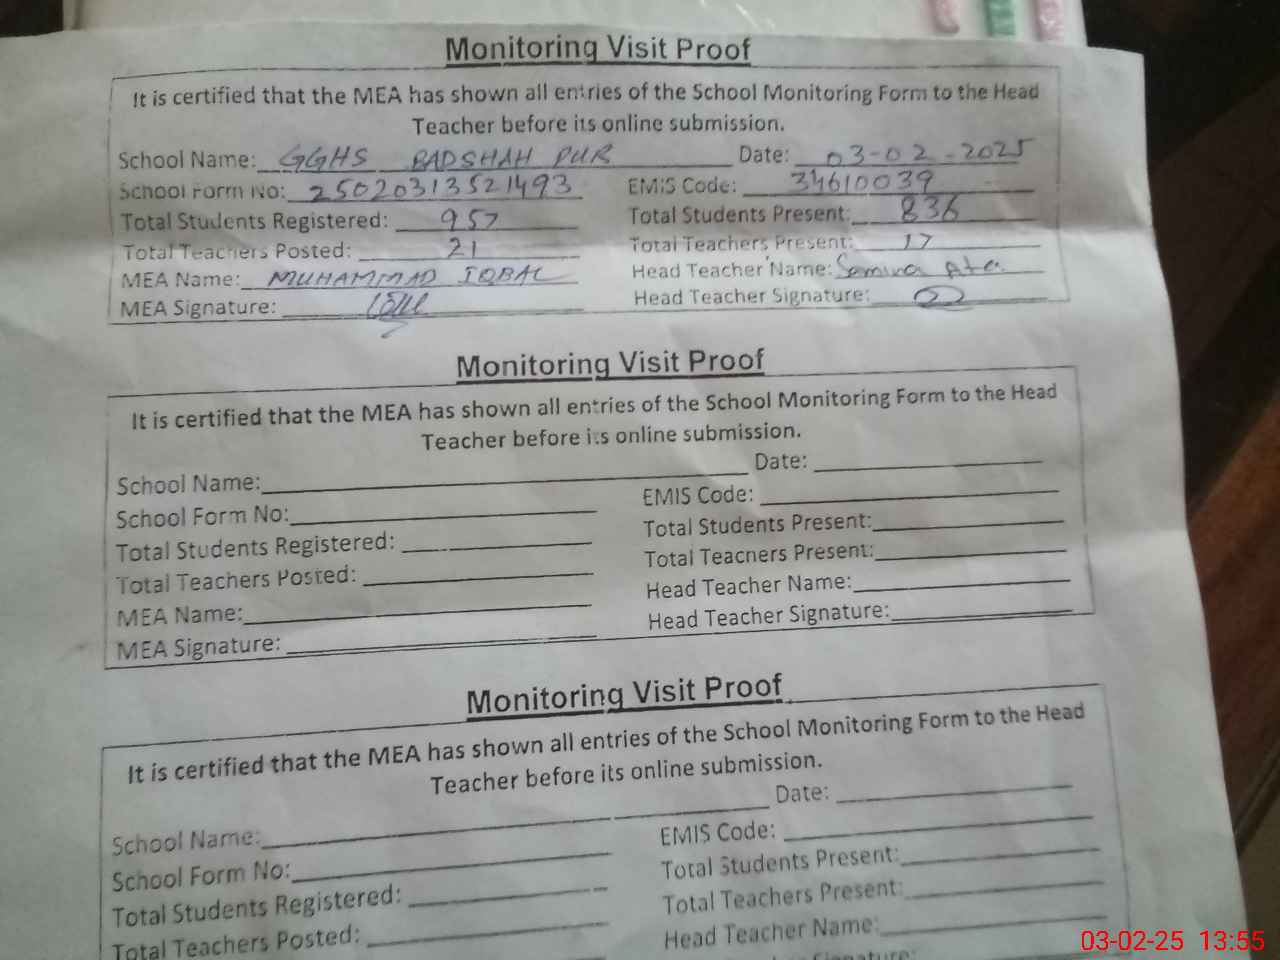 Monitoring Visit Proof
It is certified that the MEA has shown all entries of the School Monitoring Form to the Head
Teacher before its online submission.
School Name: GGHS BADSHAH PUR Date: 03-02-2025
School Form No: 25020313521493 EMIS Code: 34610039
Total Students Registered: 957 Total Students Present: 836
Total Teachers Posted: 21 Total Teachers Present: 17
MEA Name: MUHAMMAD IQBAL Head Teacher Name: Samina Ata
MEA Signature: Head Teacher Signature:
Monitoring Visit Proof
It is certified that the MEA has shown all entries of the School Monitoring Form to the Head
Teacher before its online submission.
School Name: Date:
School Form No: EMIS Code:
Total Students Registered: Total Students Present:
Total Teachers Posted: Total Teachers Present:
MEA Name: Head Teacher Name:
MEA Signature: Head Teacher Signature:
Monitoring Visit Proof
It is certified that the MEA has shown all entries of the School Monitoring Form to the Head
Teacher before its online submission.
School Name: Date:
School Form No: EMIS Code:
Total Students Registered: Total Students Present:
Total Teachers Posted: Total Teachers Present:
Head Teacher Name:
03-02-25 13:55